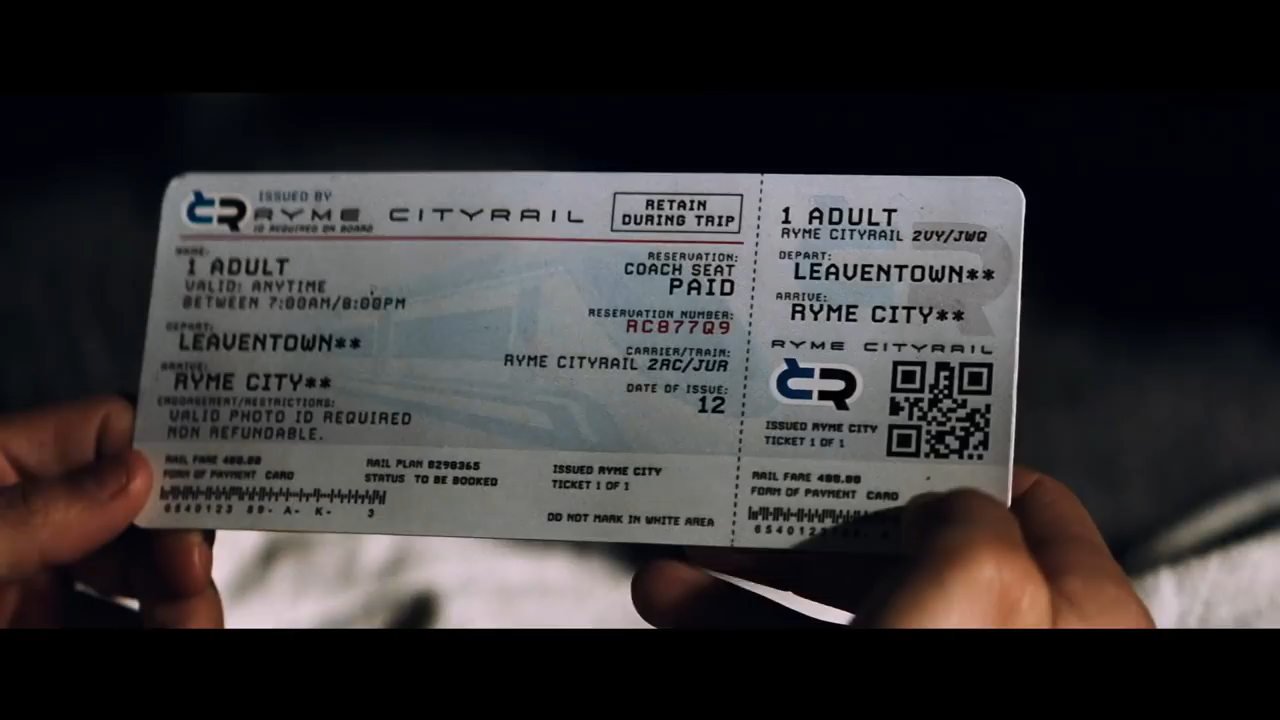 ISSUED BY
RYME CITYRAIL
ID REQUIRED ON BOARD
RETAIN
DURING TRIP
NAME:
1 ADULT
VALID: ANYTIME
BETWEEN 7:00AM/8:00PM
DEPART:
LEAVENTOWN**
ARRIVE:
RYME CITY**
ENDORSEMENT/RESTRICTIONS:
VALID PHOTO ID REQUIRED
NON REFUNDABLE.
RESERVATION:
COACH SEAT
PAID
RESERVATION NUMBER:
RC877Q9
CARRIER/TRAIN:
RYME CITYRAIL 2RC/JUR
DATE OF ISSUE:
12
RAIL FARE 400.00
FORM OF PAYMENT CARD
6540123 89- A- K- 3
RAIL PLAN 8298365
STATUS TO BE BOOKED
ISSUED RYME CITY
TICKET 1 OF 1
DO NOT MARK IN WHITE AREA
1 ADULT
RYME CITYRAIL 2VY/JWQ
DEPART:
LEAVENTOWN**
ARRIVE:
RYME CITY**
RYME CITYRAIL
CR
ISSUED RYME CITY
TICKET 1 OF 1
RAIL FARE 400.00
FORM OF PAYMENT CARD